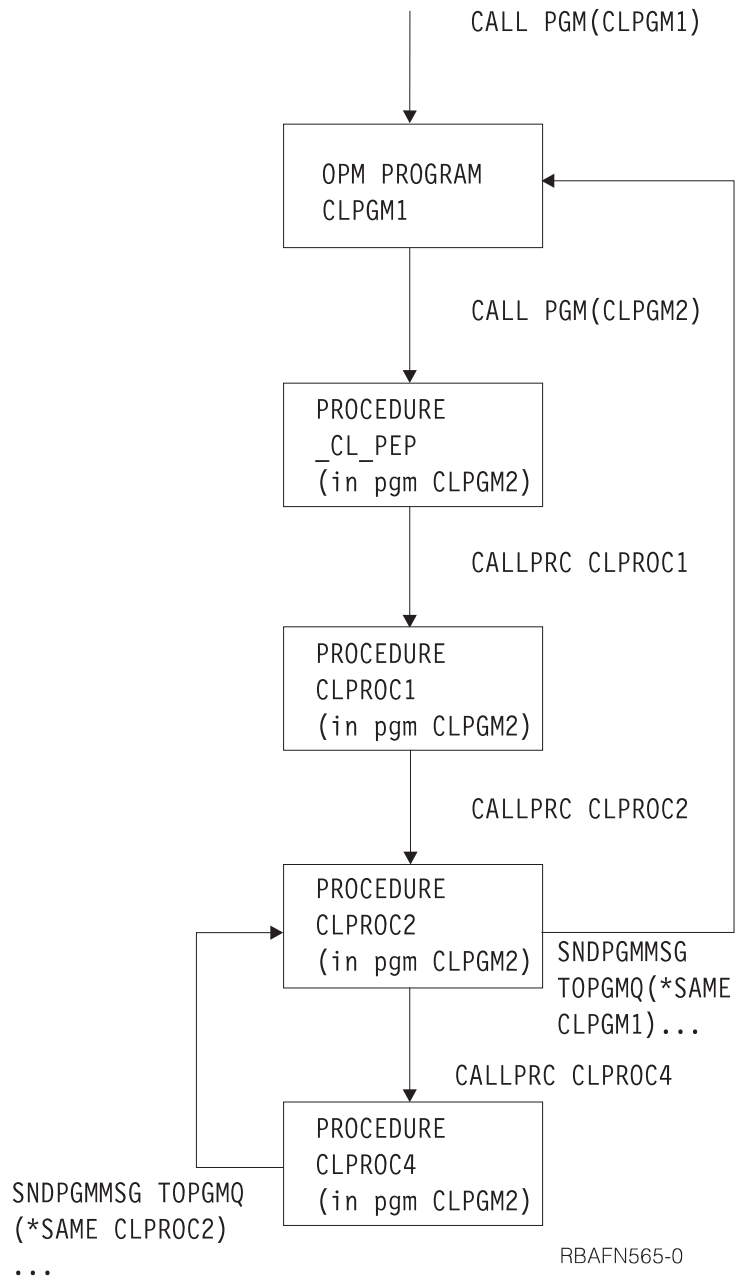 CALL PGM(CLPGM1)
OPM PROGRAM
CLPGM1
CALL PGM(CLPGM2)
PROCEDURE
_CL_PEP
(in pgm CLPGM2)
CALLPRC CLPROC1
PROCEDURE
CLPROC1
(in pgm CLPGM2)
CALLPRC CLPROC2
PROCEDURE
CLPROC2
(in pgm CLPGM2)
SNDPGMMSG
TOPGMQ(*SAME
CLPGM1)...
CALLPRC CLPROC4
PROCEDURE
CLPROC4
(in pgm CLPGM2)
SNDPGMMSG TOPGMQ
(*SAME CLPROC2)
...
RBAFN565-0